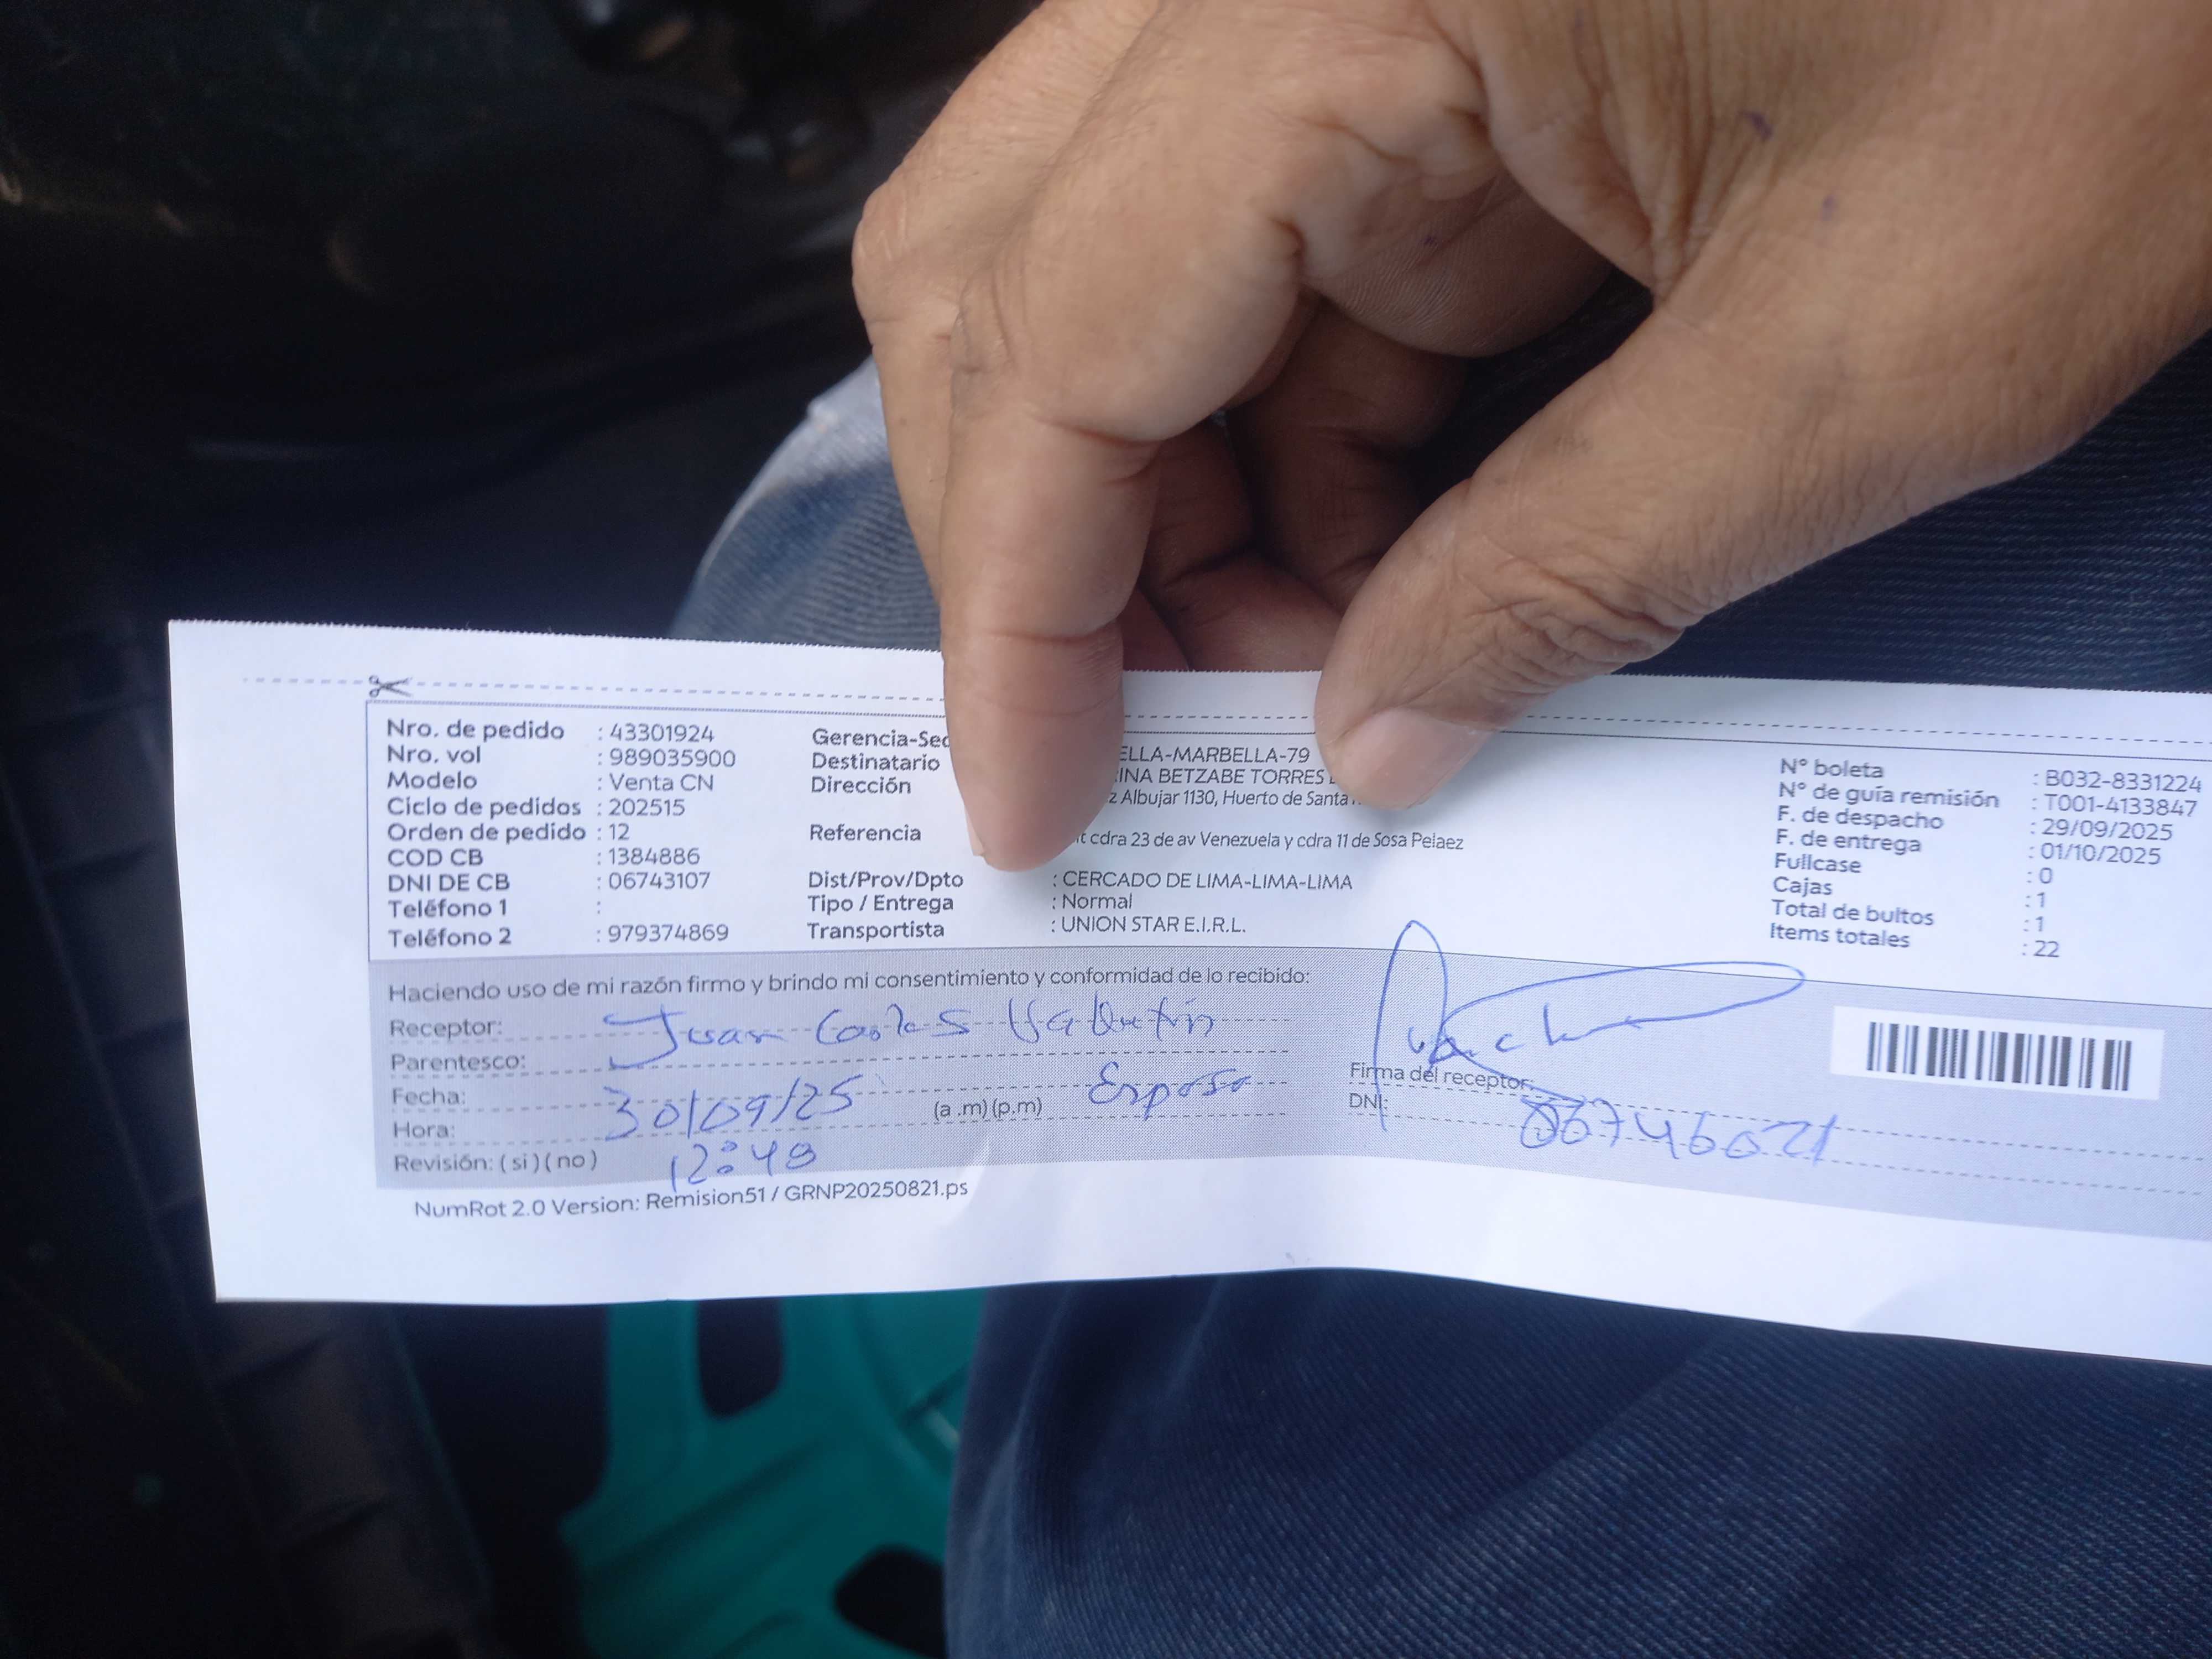 Nro. de pedido : 43301924
Nro. vol : 989035900
Modelo : Venta CN
Ciclo de pedidos : 202515
Orden de pedido : 12
COD CB : 1384886
DNI DE CB : 06743107
Teléfono 1 :
Teléfono 2 : 979374869
Gerencia-Sec ELLA-MARBELLA-79
Destinatario INA BETZABE TORRES
Dirección z Albujar 1130, Huerto de Santa
Referencia cdra 23 de av Venezuela y cdra 11 de Sosa Pelaez
Dist/Prov/Dpto : CERCADO DE LIMA-LIMA-LIMA
Tipo / Entrega : Normal
Transportista : UNION STAR E.I.R.L.
N° boleta : B032-8331224
N° de guía remisión : T001-4133847
F. de despacho : 29/09/2025
F. de entrega : 01/10/2025
Fullcase : 0
Cajas : 1
Total de bultos : 1
Items totales : 22
Haciendo uso de mi razón firmo y brindo mi consentimiento y conformidad de lo recibido:
Receptor: Juan Carlos
Parentesco: Esposo
Fecha: 30/09/25
Hora: 12:48 (a .m) (p.m)
Revisión: ( si ) ( no )
Firma del receptor:
DNI: 06746021
NumRot 2.0 Version: Remision51 / GRNP20250821.ps